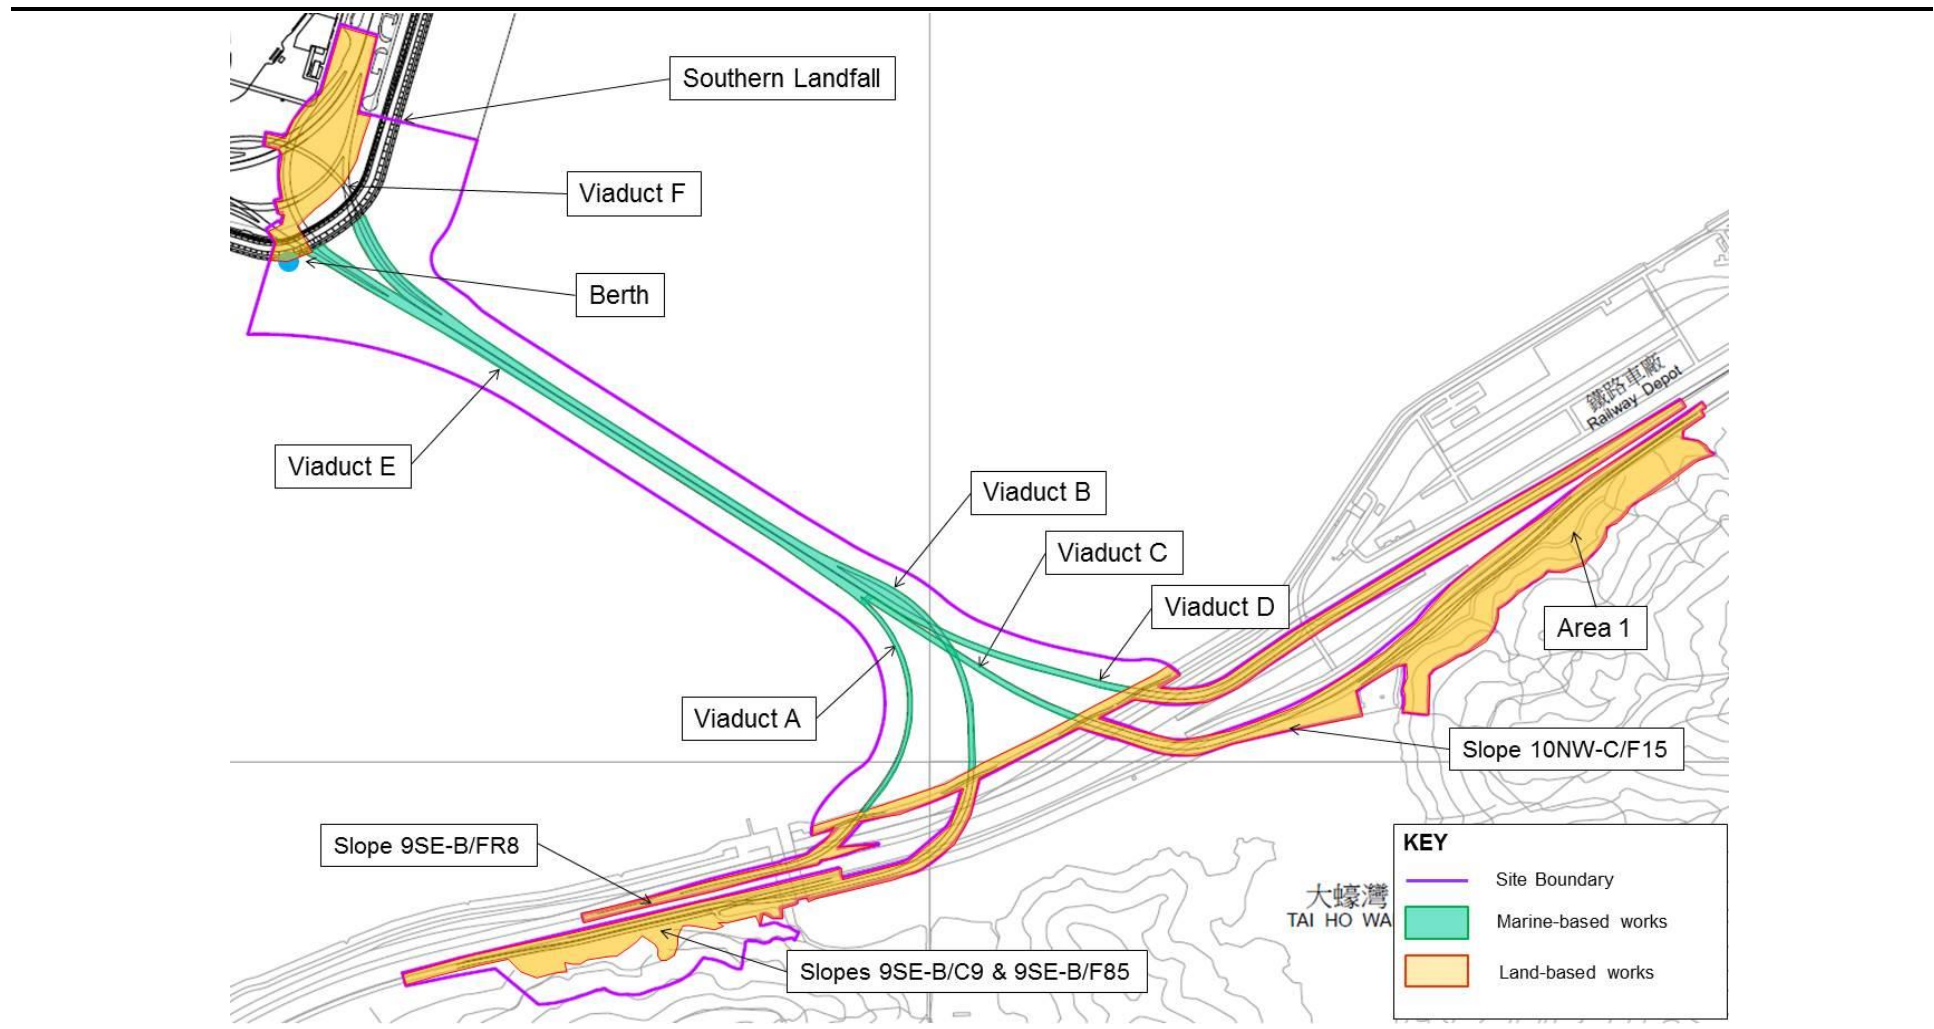 Southern Landfall
Viaduct F
Berth
鐵路車廠
Railway Depot
Viaduct E
Viaduct B
Viaduct C
Viaduct D
Area 1
Viaduct A
Slope 10NW-C/F15
Slope 9SE-B/FR8
KEY
Site Boundary
大蠔灣
TAI HO WA
Marine-based works
Slopes 9SE-B/C9 & 9SE-B/F85
Land-based works